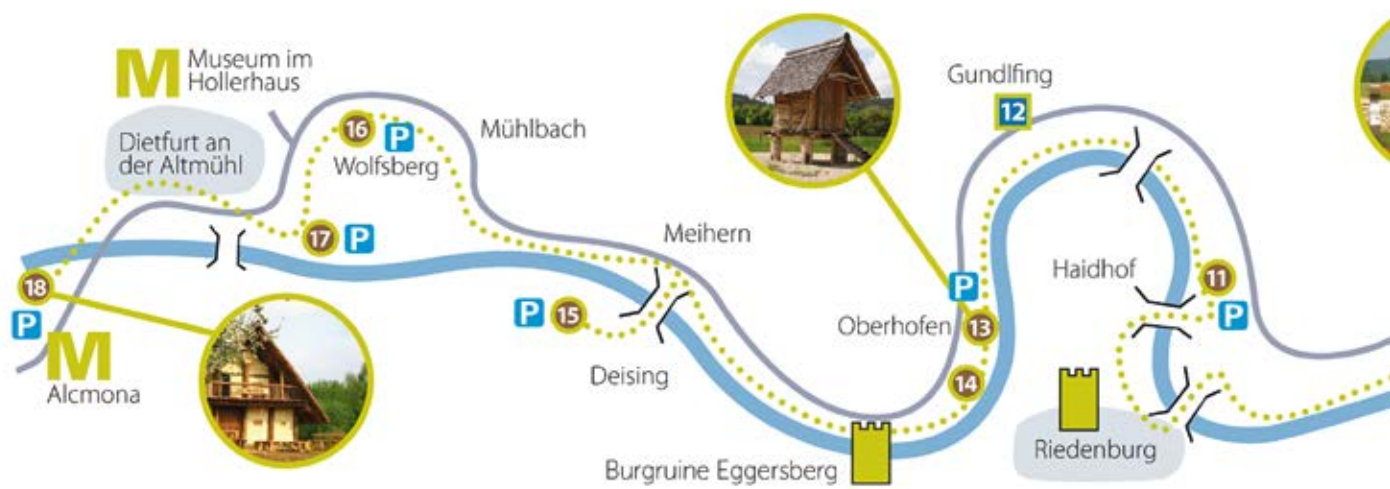 M
Museum im
Hollerhaus
Dietfurt an
der Altmühl
16
P
Wolfsberg
Mühlbach
17
P
18
P
M
Alcmona
15
P
Deising
Meihern
Burgruine Eggersberg
Gundlfing
12
P
Oberhofen
13
14
Haidhof
11
P
Riedenburg